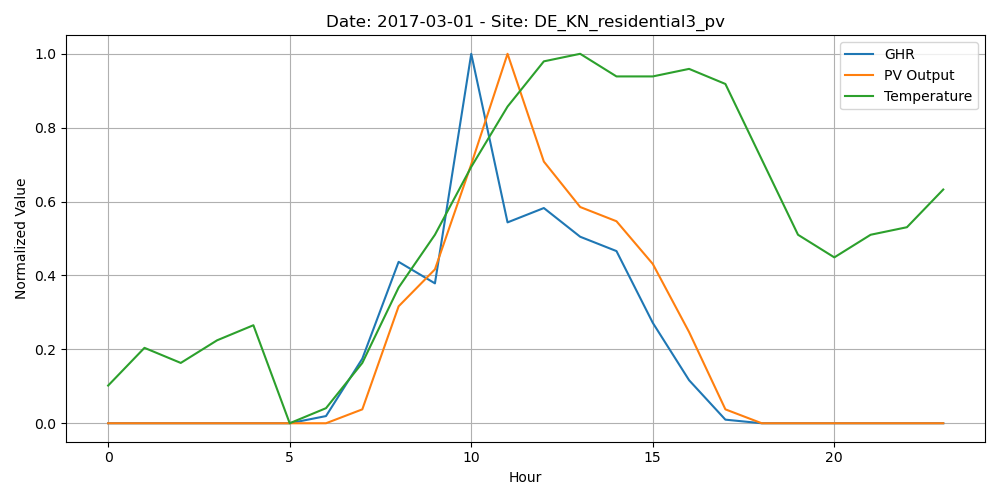 Date: 2017-03-01 - Site: DE_KN_residential3_pv
GHR
PV Output
Temperature
Normalized Value
1.0
0.8
0.6
0.4
0.2
0.0
0 5 10 15 20
Hour